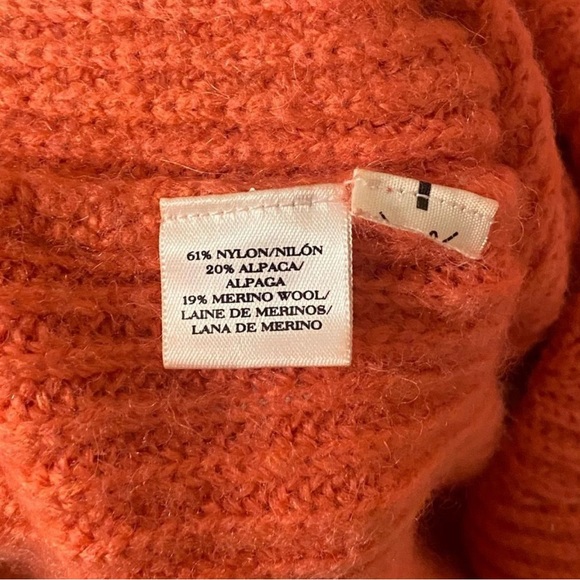 61% NYLON/NILÓN
20% ALPACA/
ALPAGA
19% MERINO WOOL/
LAINE DE MERINOS/
LANA DE MERINO